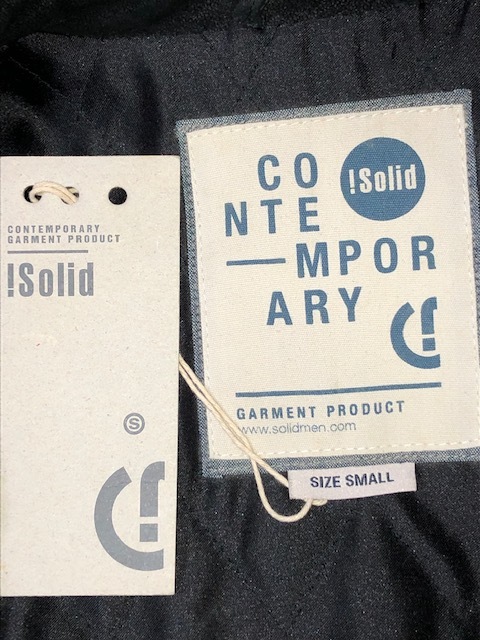 CONTEMPORARY
GARMENT PRODUCT
!Solid
S
CO
NTE
—MPOR
ARY
!Solid
GARMENT PRODUCT
www.solidmen.com
SIZE SMALL